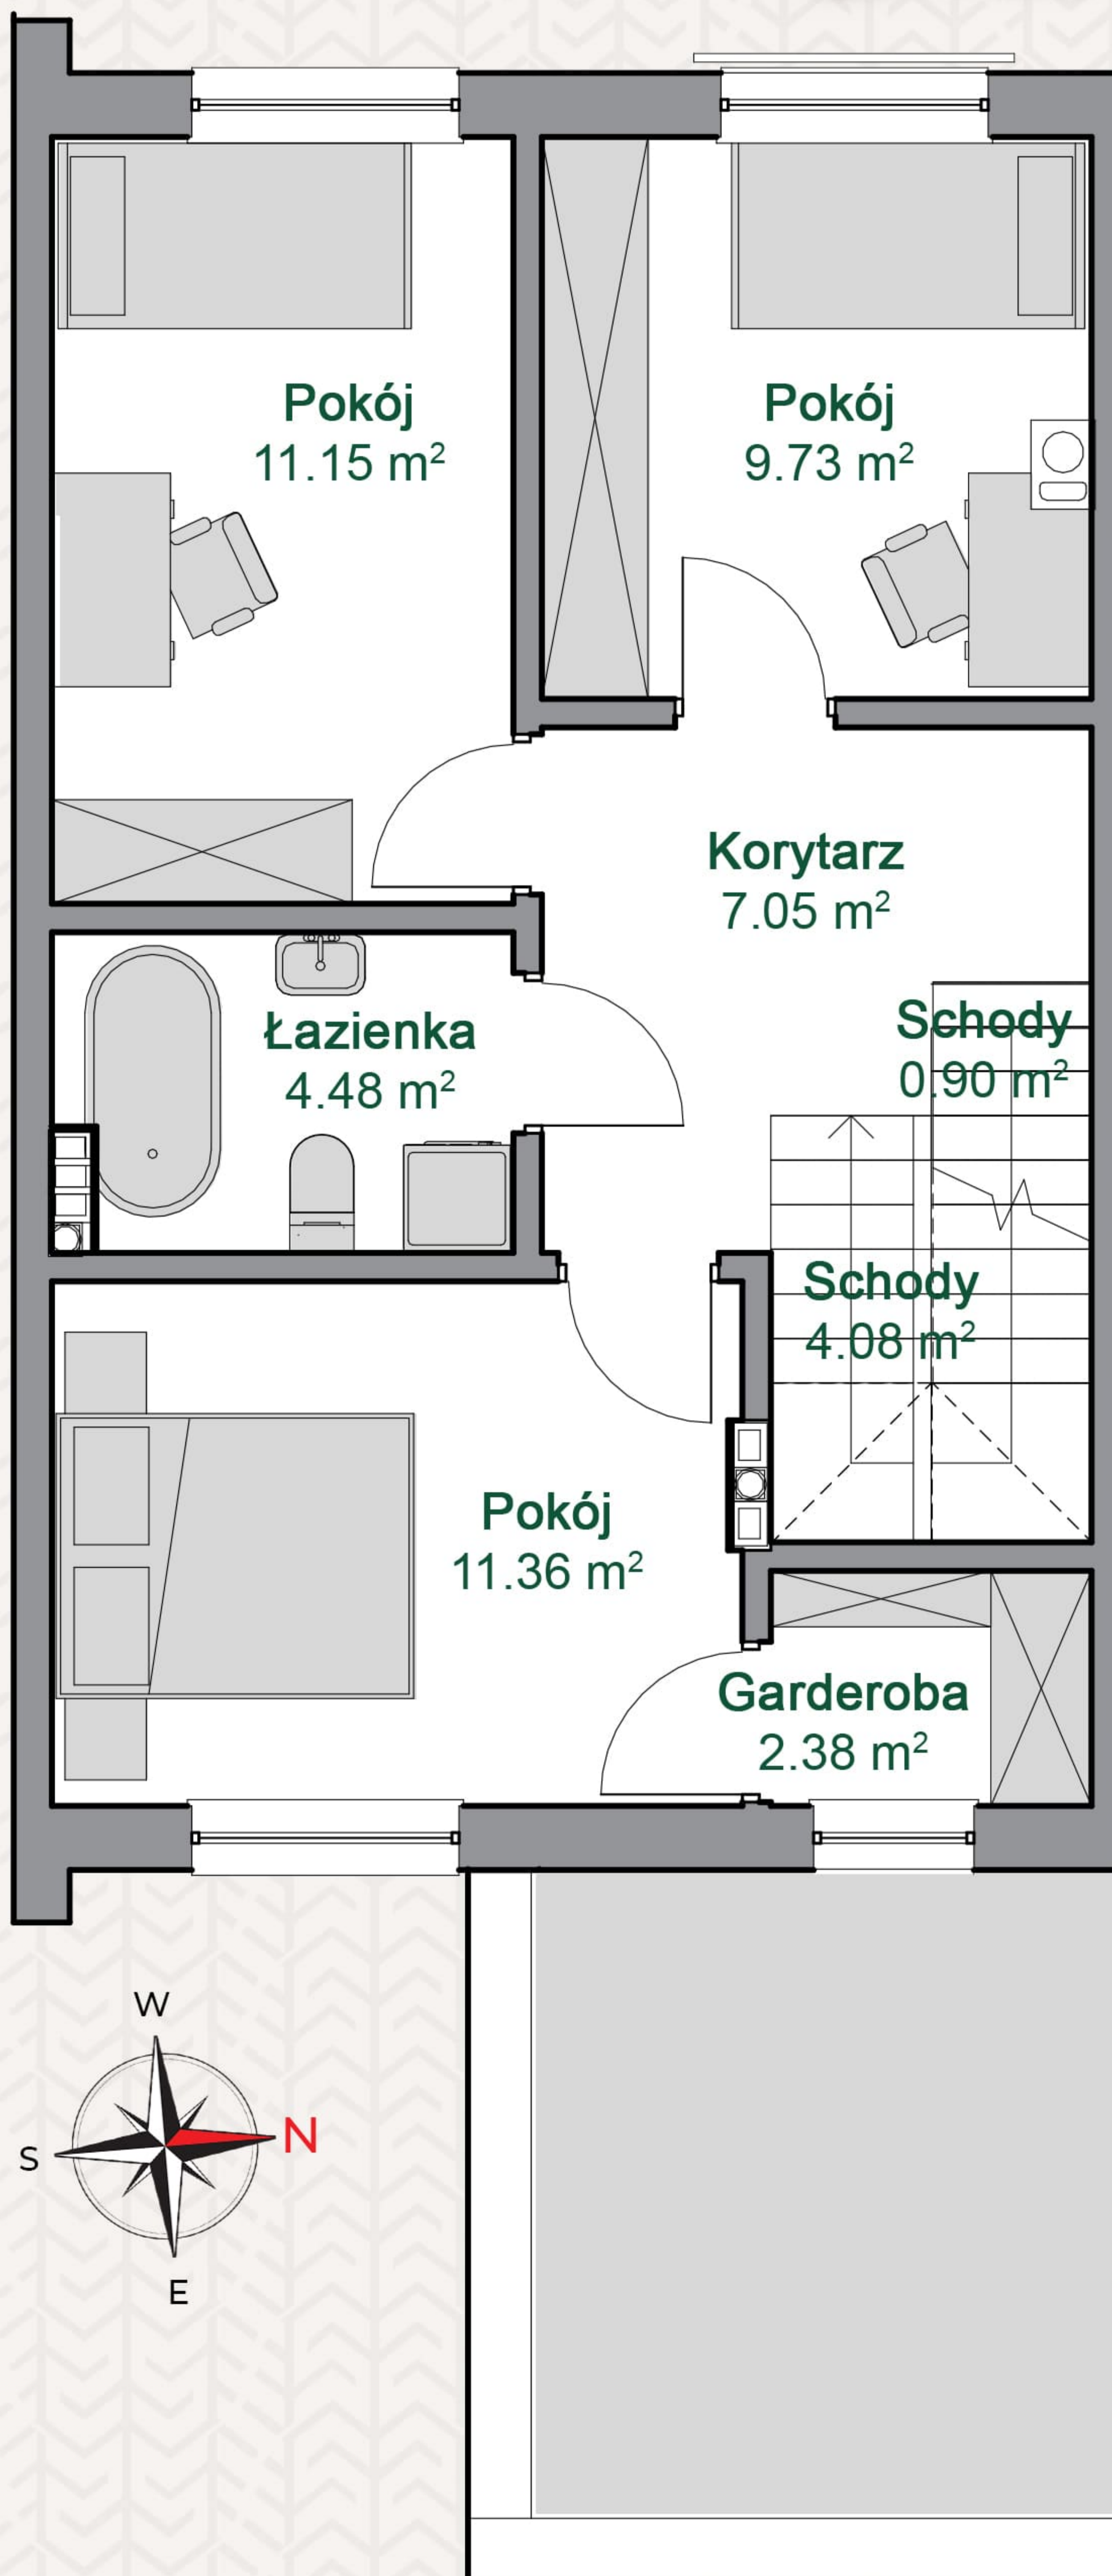 Pokój
11.15 m²
Pokój
9.73 m²
Korytarz
7.05 m²
Schody
0.90 m²
Łazienka
4.48 m²
Schody
4.08 m²
Pokój
11.36 m²
Garderoba
2.38 m²
W
N
S
E